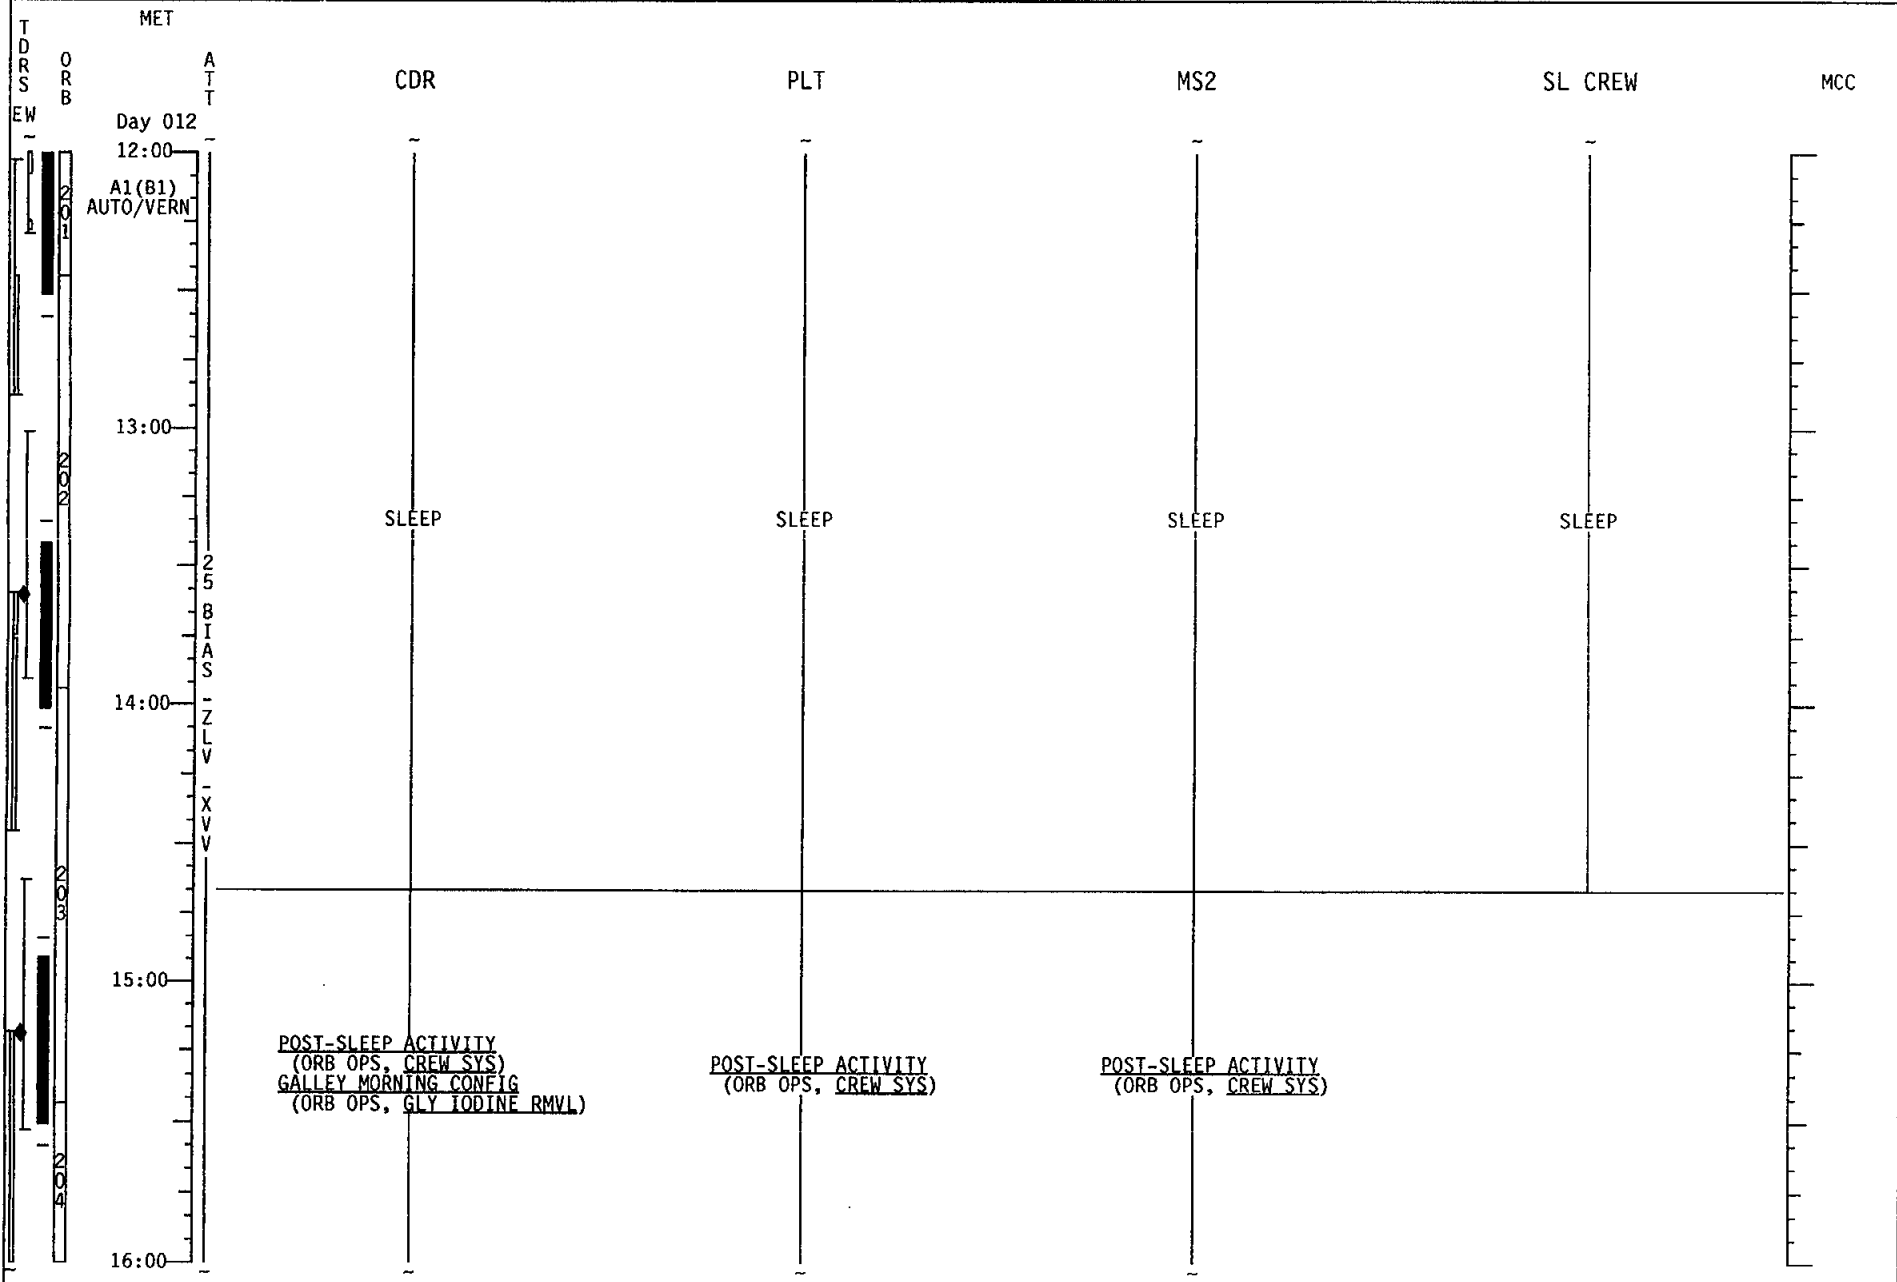 MET
TDRS
EW
ORB
ATT
CDR
PLT
MS2
SL CREW
MCC
Day 012
~ ~ ~ ~ ~ ~
12:00
A1(B1)
AUTO/VERN
201
13:00
202
SLEEP SLEEP SLEEP SLEEP
25 BIAS -ZLV -XVV
14:00
203
15:00
POST-SLEEP ACTIVITY
(ORB OPS, CREW SYS)
GALLEY MORNING CONFIG
(ORB OPS, GLY IODINE RMVL)
POST-SLEEP ACTIVITY
(ORB OPS, CREW SYS)
POST-SLEEP ACTIVITY
(ORB OPS, CREW SYS)
204
16:00
~ ~ ~ ~ ~